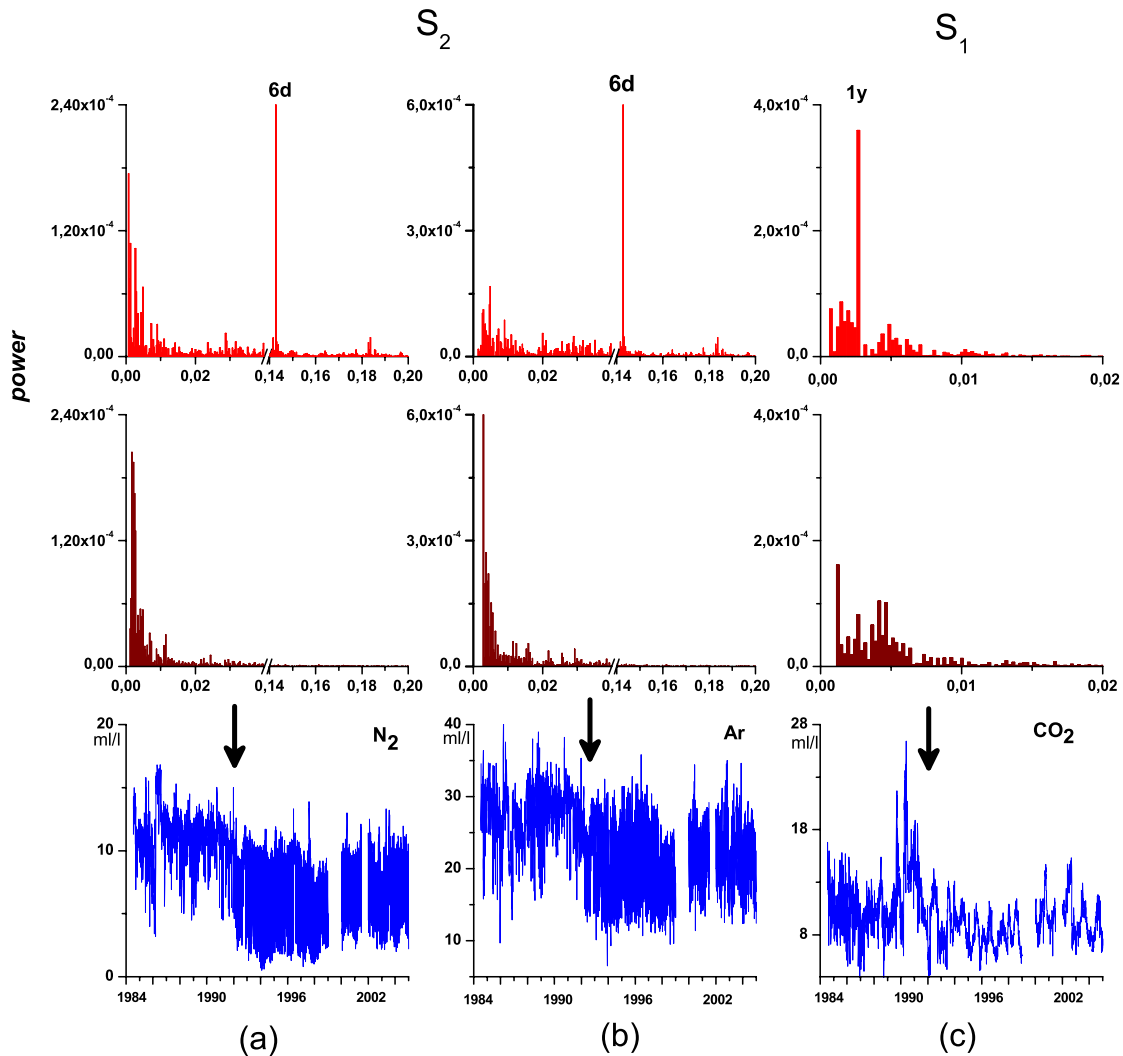 S2 S1
6d 6d 1y
2,40x10-4 6,0x10-4 4,0x10-4
1,20x10-4 3,0x10-4 2,0x10-4
0,00 0,0 0,0
0,00 0,02 0,14 0,16 0,18 0,20 0,00 0,02 0,14 0,16 0,18 0,20 0,00 0,01 0,02
power
2,40x10-4 6,0x10-4 4,0x10-4
1,20x10-4 3,0x10-4 2,0x10-4
0,00 0,0 0,0
0,00 0,02 0,14 0,16 0,18 0,20 0,00 0,02 0,14 0,16 0,18 0,20 0,00 0,01 0,02
20 ml/l N2 40 ml/l Ar 28 ml/l CO2
10 30 18
20 8
0 10
1984 1990 1996 2002 1984 1990 1996 2002 1984 1990 1996 2002
(a) (b) (c)